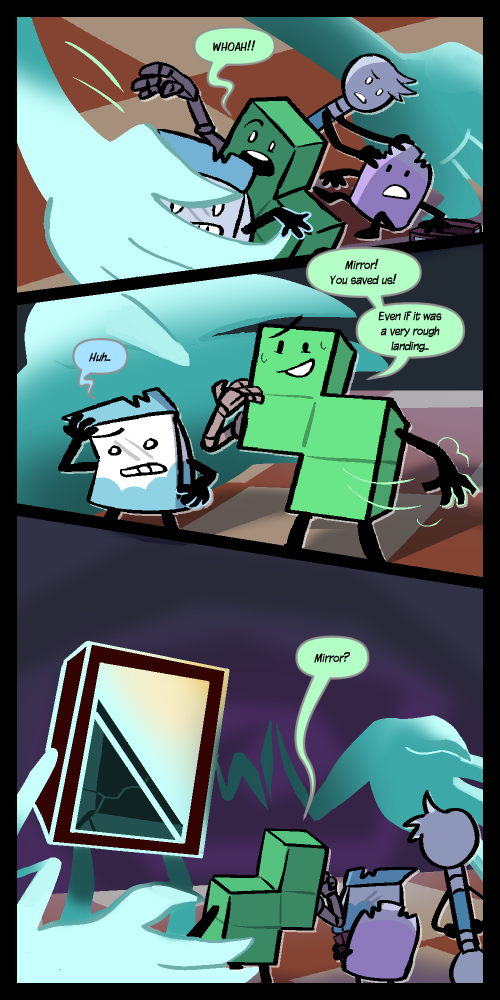 WHOAH!!
Mirror!
You saved us!
Even if it was
a very rough
landing..
Huh..
Mirror?